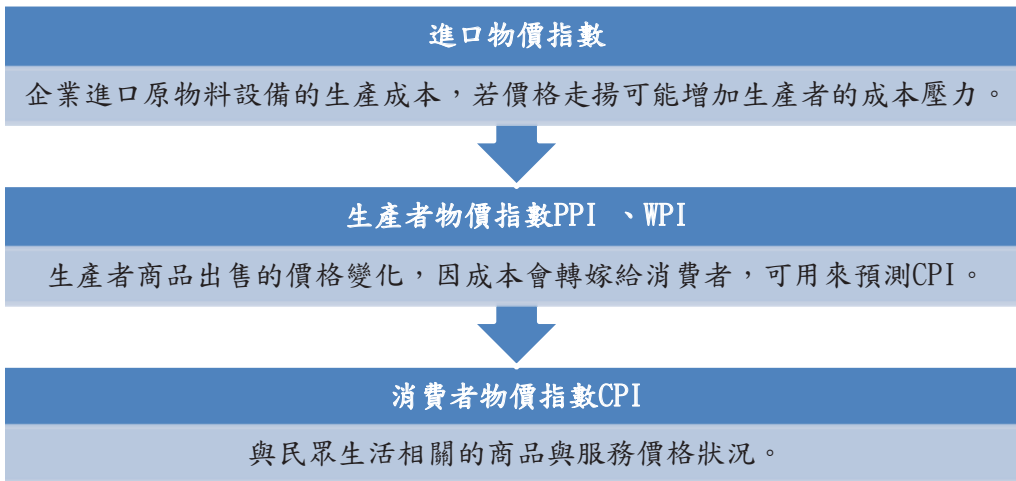 進口物價指數
企業進口原物料設備的生產成本，若價格走揚可能增加生產者的成本壓力。
生產者物價指數PPI 、WPI
生產者商品出售的價格變化，因成本會轉嫁給消費者，可用來預測CPI。
消費者物價指數CPI
與民眾生活相關的商品與服務價格狀況。